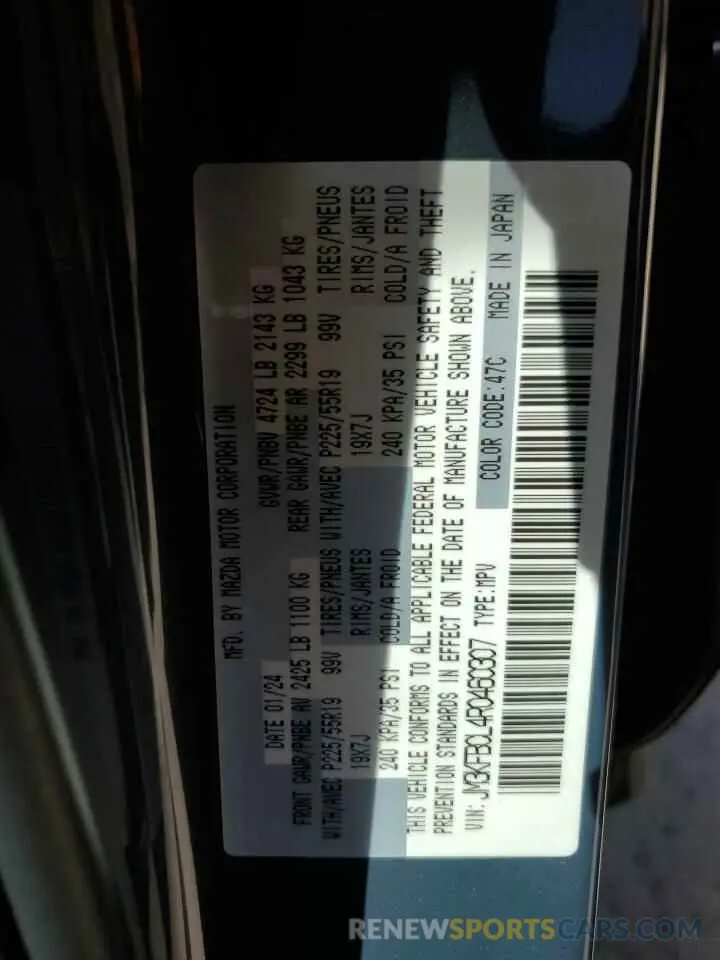 MFD. BY MAZDA MOTOR CORPORATION
DATE 01/24 GVWR/PNBV 4724 LB 2143 KG
FRONT GAWR/PNBE AV 2425 LB 1100 KG REAR GAWR/PNBE AR 2299 LB 1043 KG
WITH/AVEC P225/55R19 99V TIRES/PNEUS WITH/AVEC P225/55R19 99V TIRES/PNEUS
19X7J RIMS/JANTES 19X7J RIMS/JANTES
240 KPA/35 PSI COLD/A FROID 240 KPA/35 PSI COLD/A FROID
THIS VEHICLE CONFORMS TO ALL APPLICABLE FEDERAL MOTOR VEHICLE SAFETY AND THEFT
PREVENTION STANDARDS IN EFFECT ON THE DATE OF MANUFACTURE SHOWN ABOVE.
VIN: JM3KFBCL4R0460307 TYPE:MPV COLOR CODE:47C MADE IN JAPAN
RENEWSPORTSCARS.COM